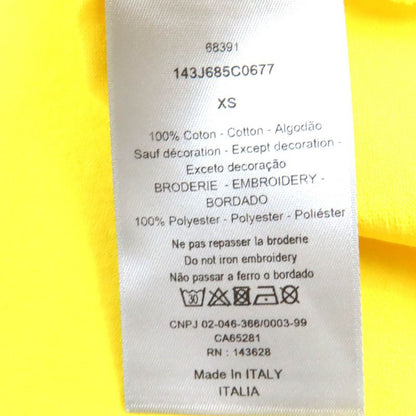 68391
143J685C0677
XS
100% Coton - Cotton - Algodão
Sauf décoration - Except decoration -
Exceto decoração
BRODERIE - EMBROIDERY -
BORDADO
100% Polyester - Polyester - Poliéster
Ne pas repasser la broderie
Do not iron embroidery
Não passar a ferro o bordado
30
CNPJ 02-046-366/0003-99
CA65281
RN : 143628
Made In ITALY
ITALIA